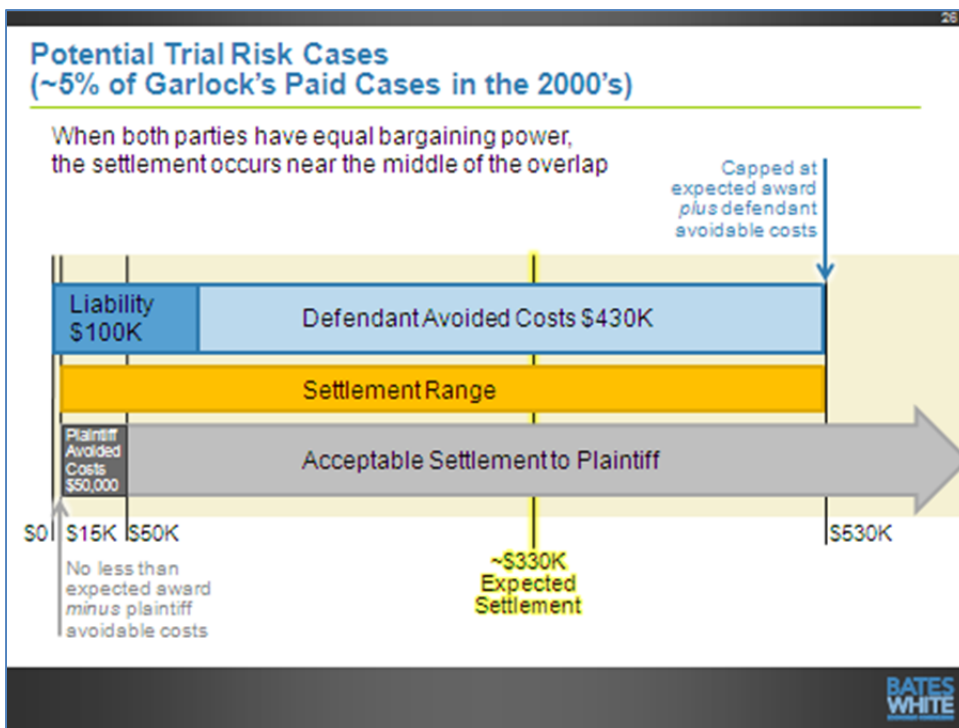 26
Potential Trial Risk Cases
(~5% of Garlock's Paid Cases in the 2000's)
When both parties have equal bargaining power,
the settlement occurs near the middle of the overlap
Capped at
expected award
plus defendant
avoidable costs
Liability
$100K
Defendant Avoided Costs $430K
Settlement Range
Plaintiff
Avoided
Costs
$50,000
Acceptable Settlement to Plaintiff
$0 $15K $50K
~$330K
Expected
Settlement
$530K
No less than
expected award
minus plaintiff
avoidable costs
BATES
WHITE